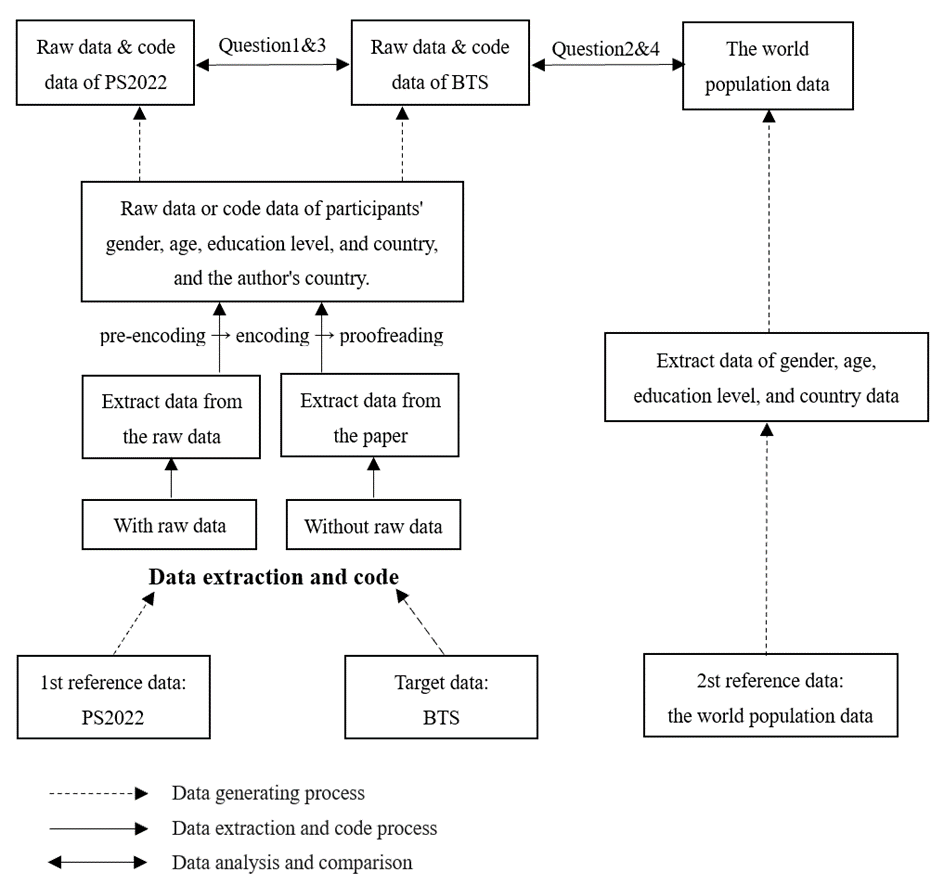 Raw data & code
data of PS2022
Question1&3
Raw data & code
data of BTS
Question2&4
The world
population data
Raw data or code data of participants'
gender, age, education level, and country,
and the author's country.
pre-encoding → encoding → proofreading
Extract data from
the raw data
Extract data from
the paper
Extract data of gender, age,
education level, and country data
With raw data
Without raw data
Data extraction and code
1st reference data:
PS2022
Target data:
BTS
2st reference data:
the world population data
Data generating process
Data extraction and code process
Data analysis and comparison